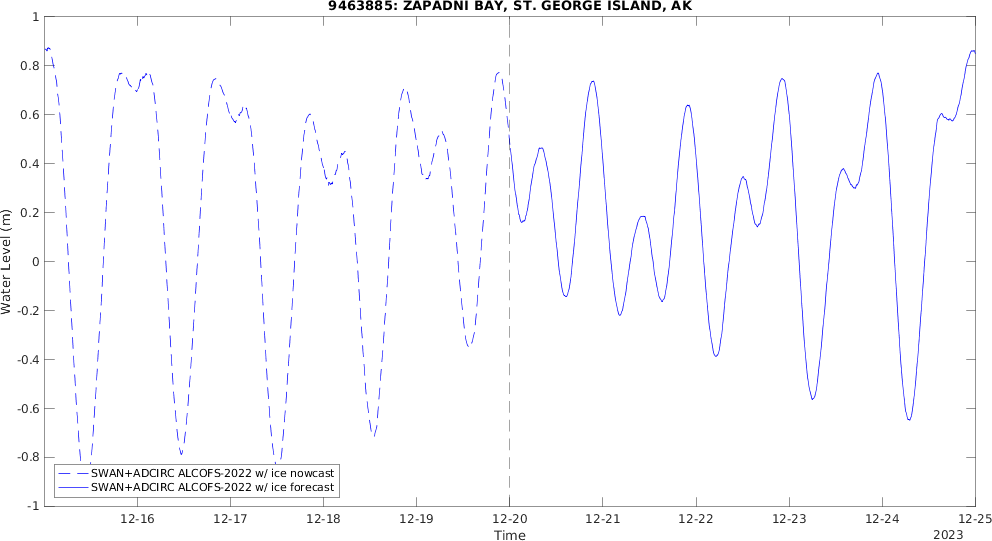 9463885: ZAPADNI BAY, ST. GEORGE ISLAND, AK
1
0.8
0.6
0.4
0.2
0
-0.2
-0.4
-0.6
-0.8
-1
Water Level (m)
SWAN+ADCIRC ALCOFS-2022 w/ ice nowcast
SWAN+ADCIRC ALCOFS-2022 w/ ice forecast
12-16 12-17 12-18 12-19 12-20 12-21 12-22 12-23 12-24 12-25
Time
2023